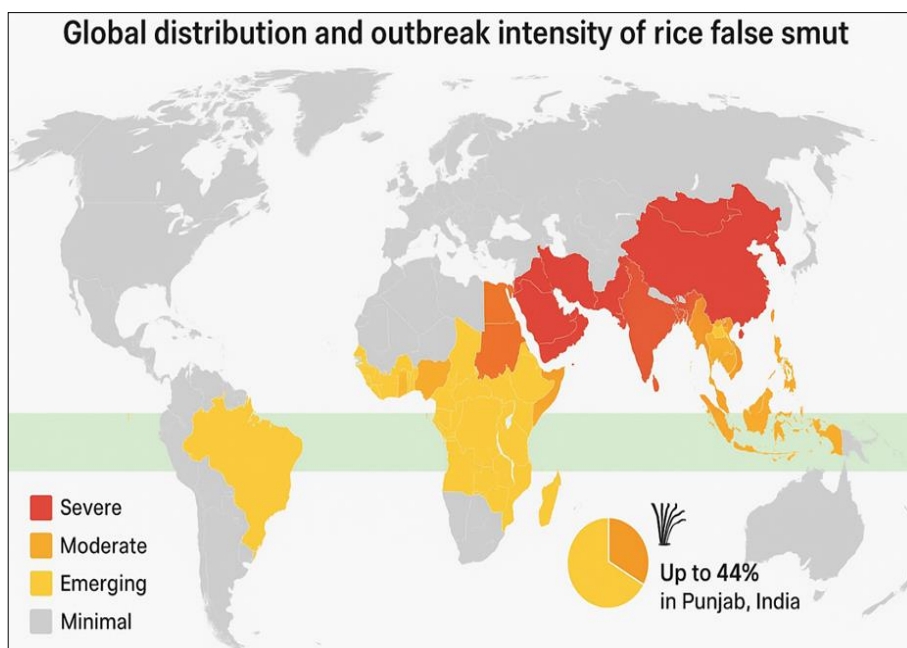 Global distribution and outbreak intensity of rice false smut
Severe
Moderate
Emerging
Minimal
Up to 44%
in Punjab, India